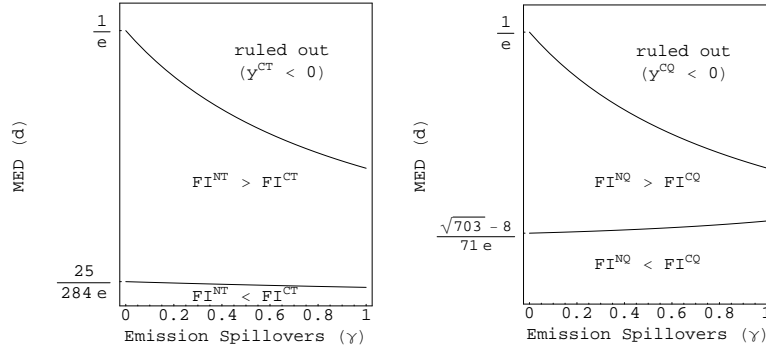 1
e
ruled out
(y^CT < 0)
MED (d)
FI^NT > FI^CT
25
284 e
FI^NT < FI^CT
0 0.2 0.4 0.6 0.8 1
Emission Spillovers (γ)
1
e
ruled out
(y^CQ < 0)
MED (d)
FI^NQ > FI^CQ
√703 - 8
71 e
FI^NQ < FI^CQ
0 0.2 0.4 0.6 0.8 1
Emission Spillovers (γ)